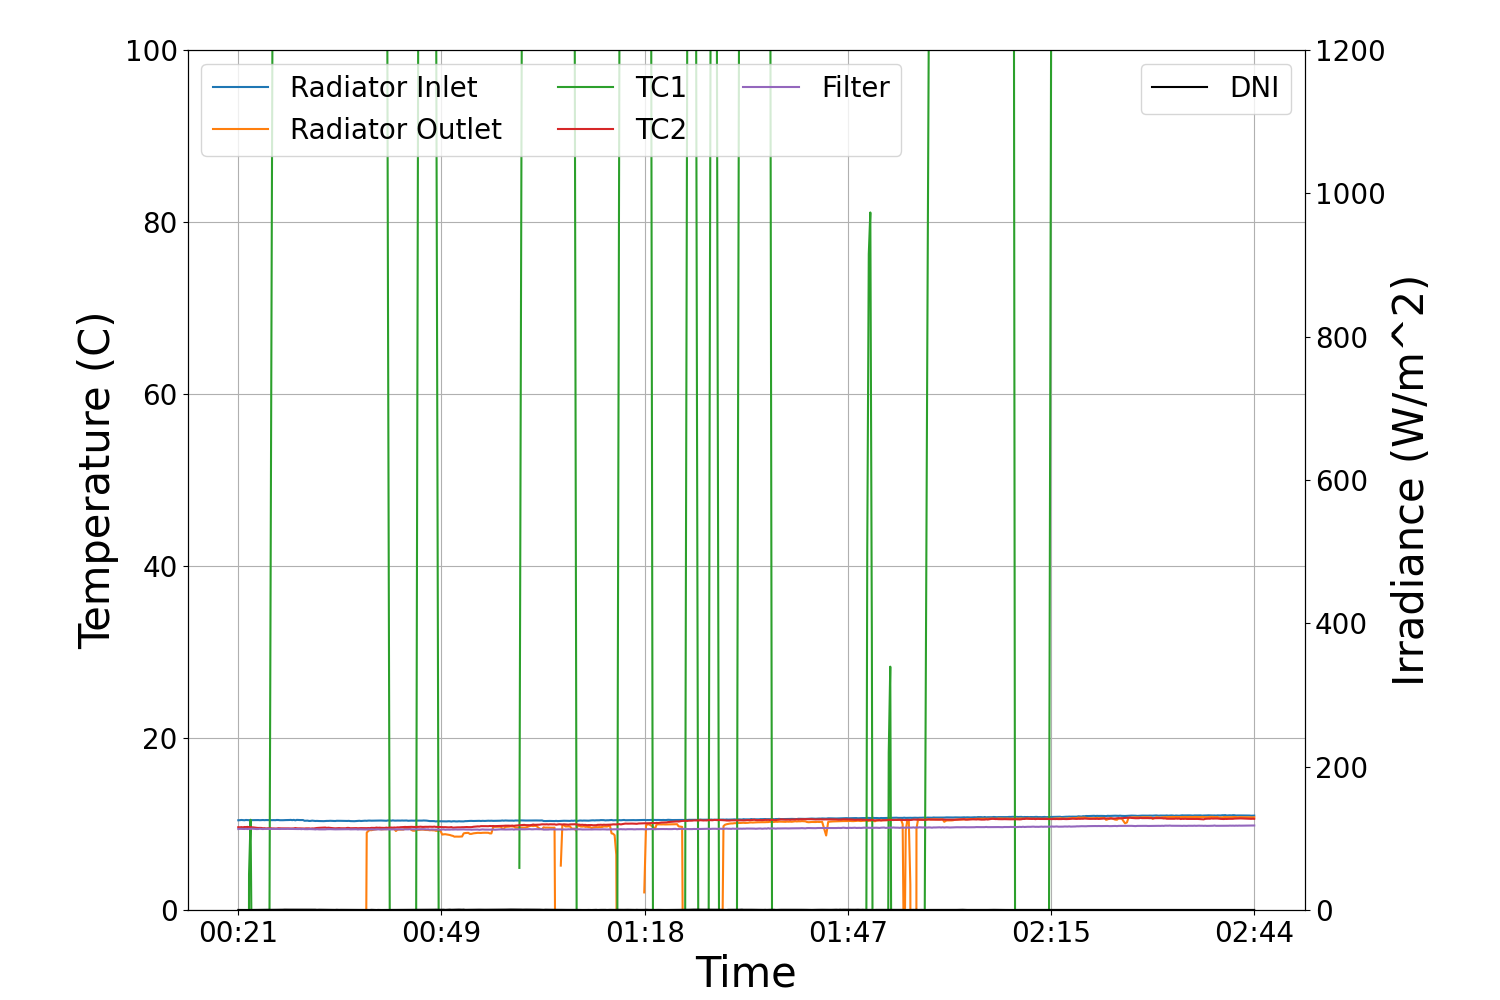 100
80
60
40
20
0
Temperature (C)
Radiator Inlet
Radiator Outlet
TC1
TC2
Filter
DNI
1200
1000
800
600
400
200
0
Irradiance (W/m^2)
00:21 00:49 01:18 01:47 02:15 02:44
Time